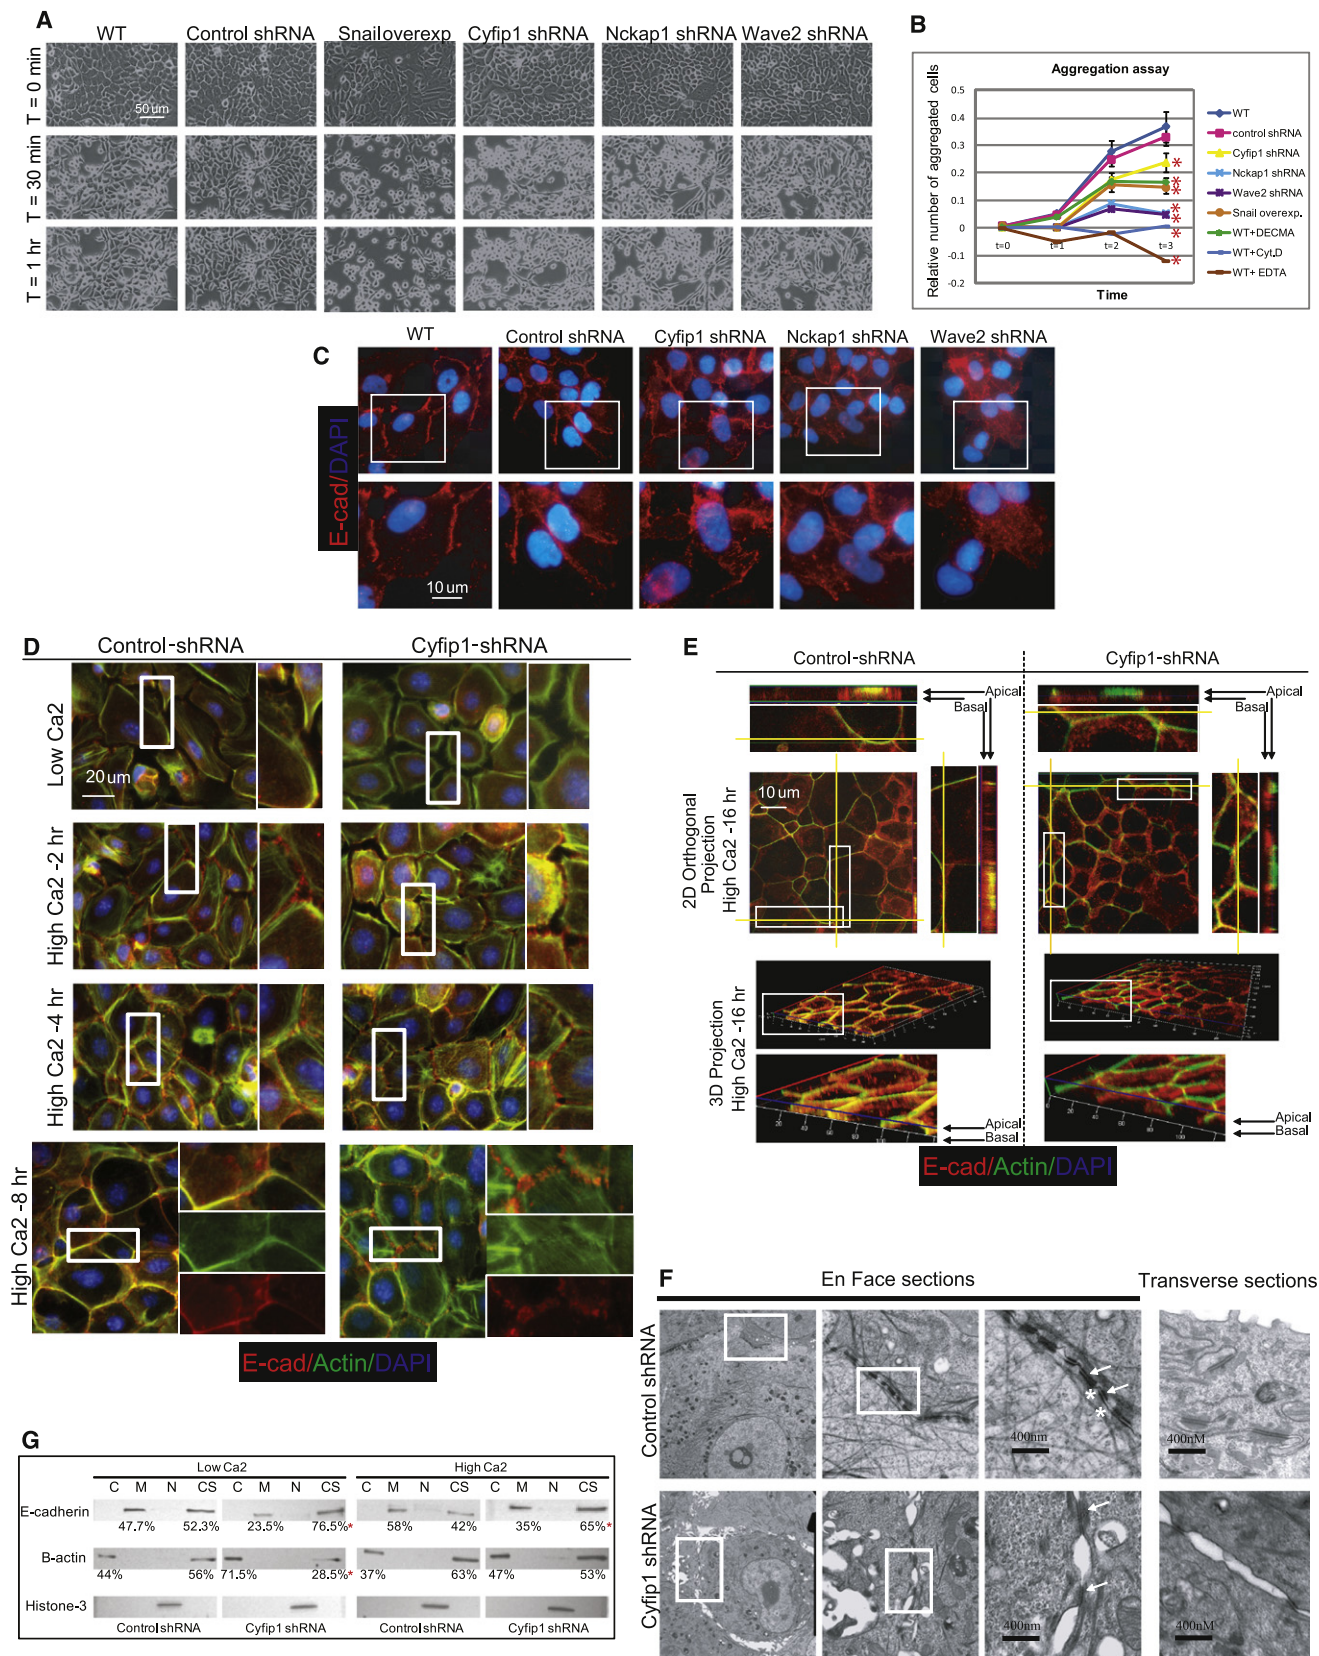 A
WT
Control shRNA
Snail overexp
Cyfip1 shRNA
Nckap1 shRNA
Wave2 shRNA
T = 0 min
50 um
T = 30 min
T = 1 hr
B
Aggregation assay
Relative number of aggregated cells
0.5
0.4
0.3
0.2
0.1
0
-0.1
-0.2
t=0
t=1
t=2
t=3
Time
* * * * * * *
WT
control shRNA
Cyfip1 shRNA
Nckap1 shRNA
Wave2 shRNA
Snail overexp.
WT+DECMA
WT+Cyt.D
WT+ EDTA
C
WT
Control shRNA
Cyfip1 shRNA
Nckap1 shRNA
Wave2 shRNA
E-cad/DAPI
10 um
D
Control-shRNA
Cyfip1-shRNA
Low Ca2
20 um
High Ca2 -2 hr
High Ca2 -4 hr
High Ca2 -8 hr
E-cad/Actin/DAPI
E
Control-shRNA
Cyfip1-shRNA
Apical
Basal
Apical
Basal
2D Orthogonal
Projection
High Ca2 -16 hr
10 um
3D Projection
High Ca2 -16 hr
Apical
Basal
Apical
Basal
E-cad/Actin/DAPI
F
En Face sections
Transverse sections
Control shRNA
* *
400nm
400nM
Cyfip1 shRNA
400nm
400nM
G
Low Ca2
High Ca2
C M N CS C M N CS C M N CS C M N CS
E-cadherin
47.7% 52.3% 23.5% 76.5%* 58% 42% 35% 65%*
B-actin
44% 56% 71.5% 28.5%* 37% 63% 47% 53%
Histone-3
Control shRNA
Cyfip1 shRNA
Control shRNA
Cyfip1 shRNA